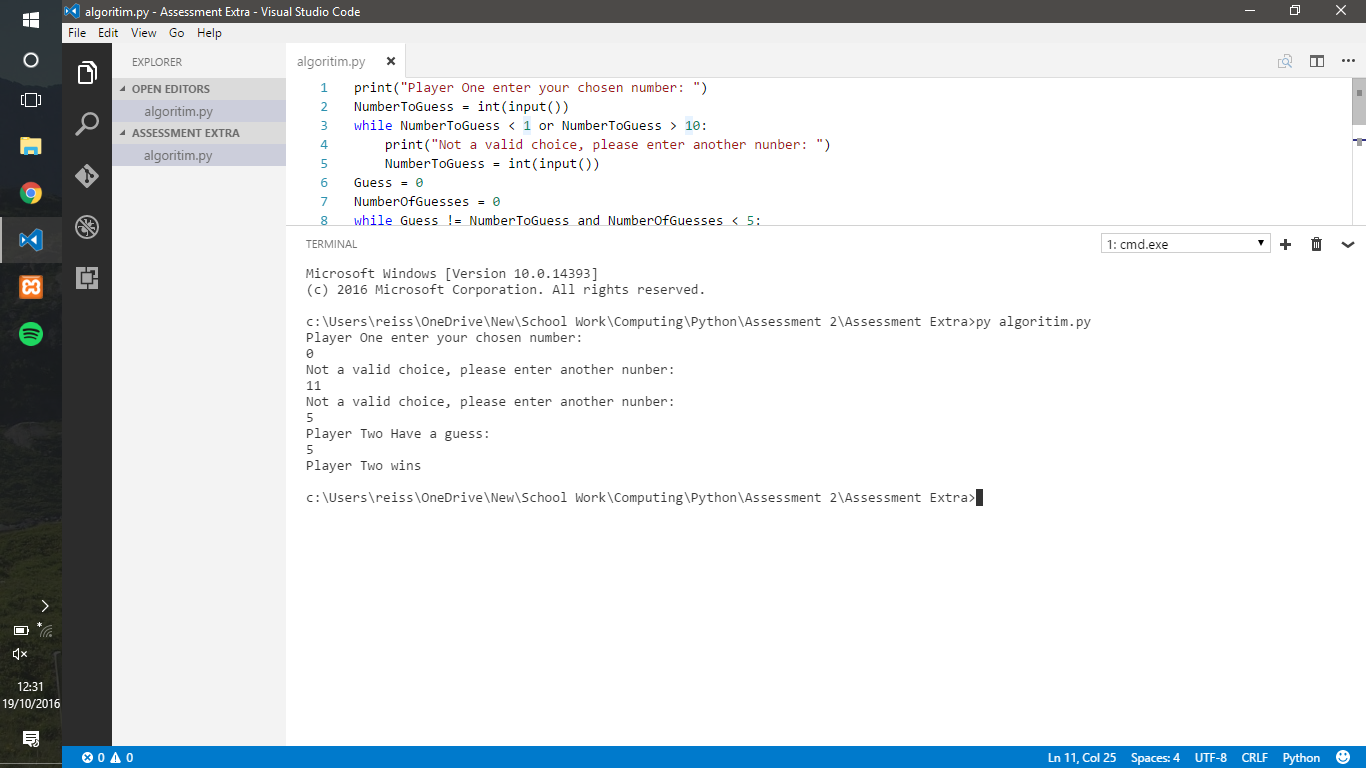 algoritim.py - Assessment Extra - Visual Studio Code
File Edit View Go Help
EXPLORER
OPEN EDITORS
algoritim.py
ASSESSMENT EXTRA
algoritim.py
algoritim.py
1 print("Player One enter your chosen number: ")
2 NumberToGuess = int(input())
3 while NumberToGuess < 1 or NumberToGuess > 10:
4 print("Not a valid choice, please enter another nunber: ")
5 NumberToGuess = int(input())
6 Guess = 0
7 NumberOfGuesses = 0
8 while Guess != NumberToGuess and NumberOfGuesses < 5:
TERMINAL
1: cmd.exe
Microsoft Windows [Version 10.0.14393]
(c) 2016 Microsoft Corporation. All rights reserved.
c:\Users\reiss\OneDrive\New\School Work\Computing\Python\Assessment 2\Assessment Extra>py algoritim.py
Player One enter your chosen number:
0
Not a valid choice, please enter another nunber:
11
Not a valid choice, please enter another nunber:
5
Player Two Have a guess:
5
Player Two wins
c:\Users\reiss\OneDrive\New\School Work\Computing\Python\Assessment 2\Assessment Extra>
12:31
19/10/2016
0 0
Ln 11, Col 25 Spaces: 4 UTF-8 CRLF Python